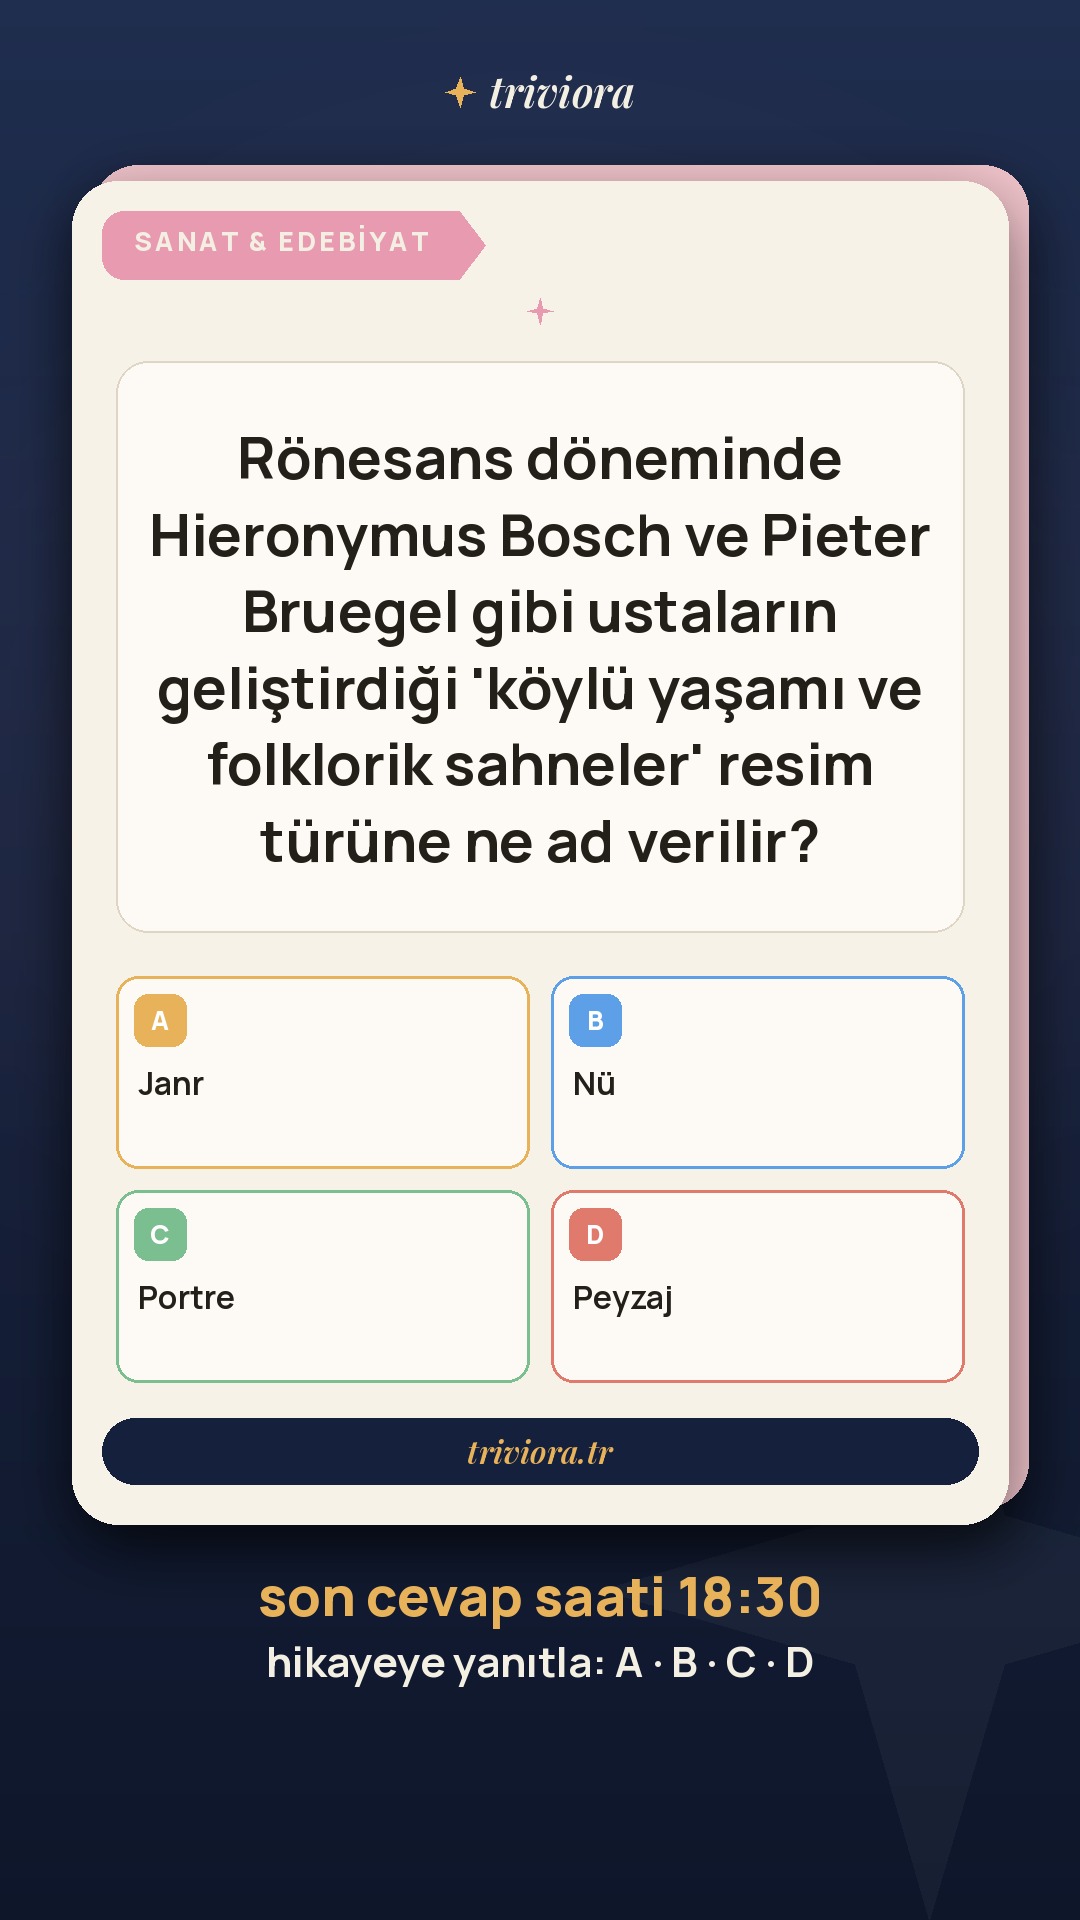 triviora
SANAT & EDEBİYAT
Rönesans döneminde
Hieronymus Bosch ve Pieter
Bruegel gibi ustaların
geliştirdiği 'köylü yaşamı ve
folklorik sahneler' resim
türüne ne ad verilir?
A
Janr
B
Nü
C
Portre
D
Peyzaj
triviora.tr
son cevap saati 18:30
hikayeye yanıtla: A · B · C · D